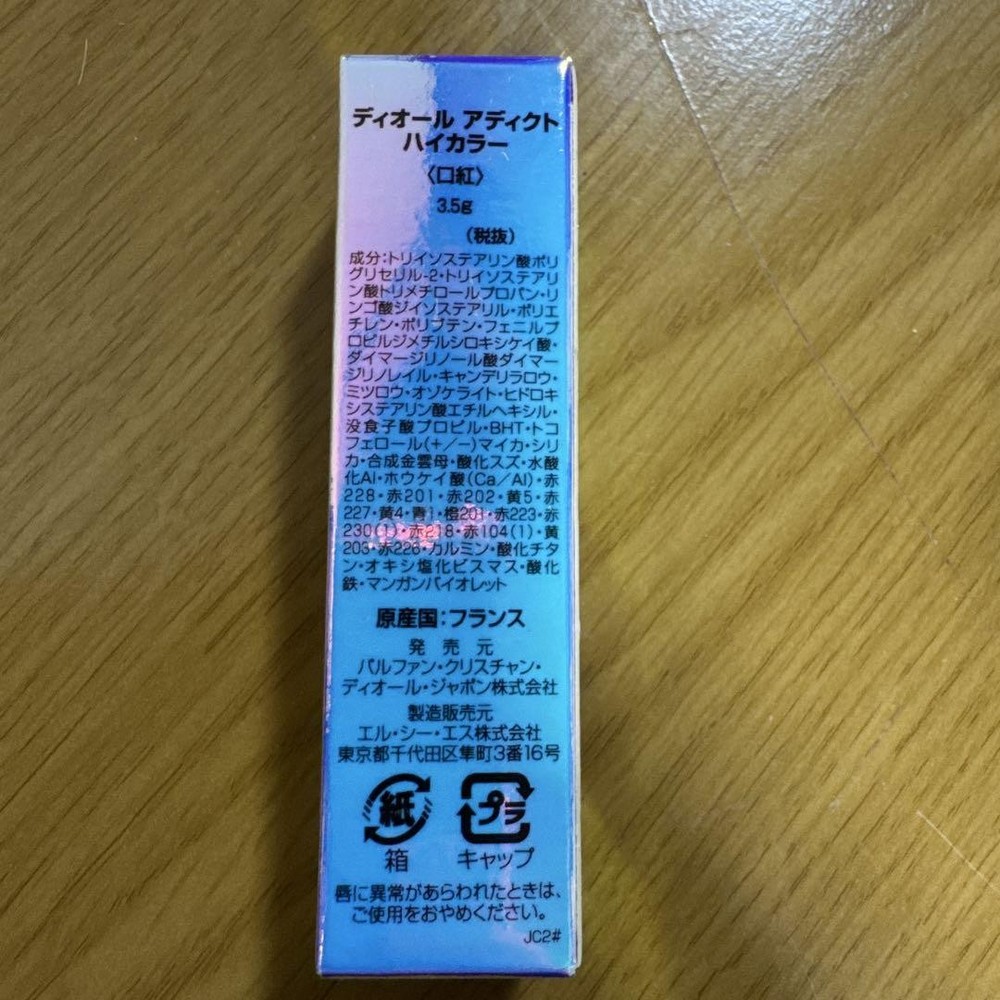 ディオール アディクト
ハイカラー
〈口紅〉
3.5g
（税抜）
成分：トリイソステアリン酸ポリ
グリセリル-2・トリイソステアリ
ン酸トリメチロールプロパン・リ
ンゴ酸ジイソステアリル・ポリエ
チレン・ポリブテン・フェニルプ
ロピルジメチルシロキシケイ酸・
ダイマージリノール酸ダイマー
ジリノレイル・キャンデリラロウ・
ミツロウ・オゾケライト・ヒドロキ
システアリン酸エチルヘキシル・
没食子酸プロピル・BHT・トコ
フェロール（＋／−）マイカ・シリ
カ・合成金雲母・酸化スズ・水酸
化Al・ホウケイ酸（Ca／Al）・赤
228・赤201・赤202・黄5・赤
227・黄4・青1・橙201・赤223・赤
230（1）・赤218・赤104（1）・黄
203・赤226・カルミン・酸化チタ
ン・オキシ塩化ビスマス・酸化
鉄・マンガンバイオレット
原産国：フランス
発 売 元
パルファン・クリスチャン・
ディオール・ジャポン株式会社
製造販売元
エル・シー・エス株式会社
東京都千代田区隼町3番16号
紙 プラ
箱 キャップ
唇に異常があらわれたときは、
ご使用をおやめください。
JC2#